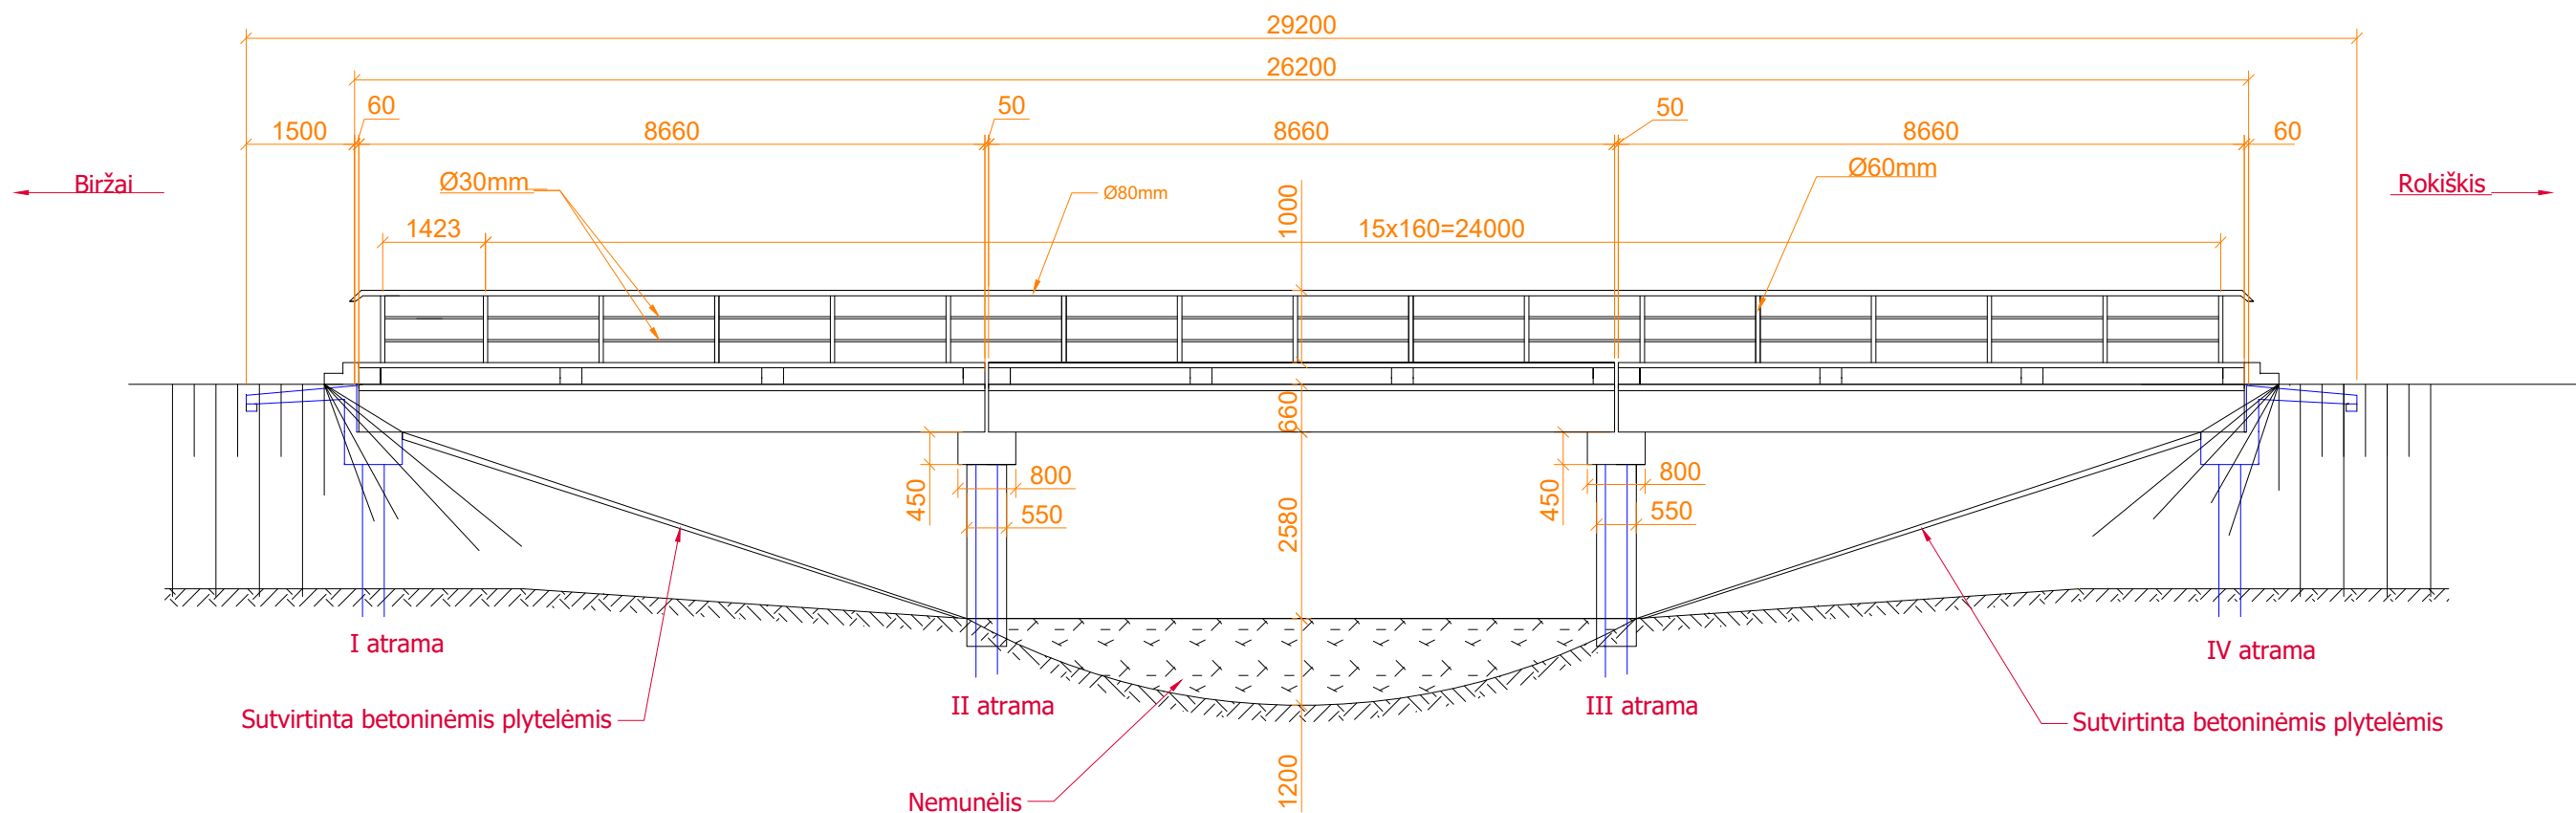 29200
26200
60
50
50
1500
8660
8660
8660
60
Biržai
Ø30mm
Ø80mm
Ø60mm
Rokiškis
1000
1423
15x160=24000
660
450
800
550
2580
450
800
550
I atrama
IV atrama
II atrama
III atrama
Sutvirtinta betoninėmis plytelėmis
Sutvirtinta betoninėmis plytelėmis
Nemunėlis
1200